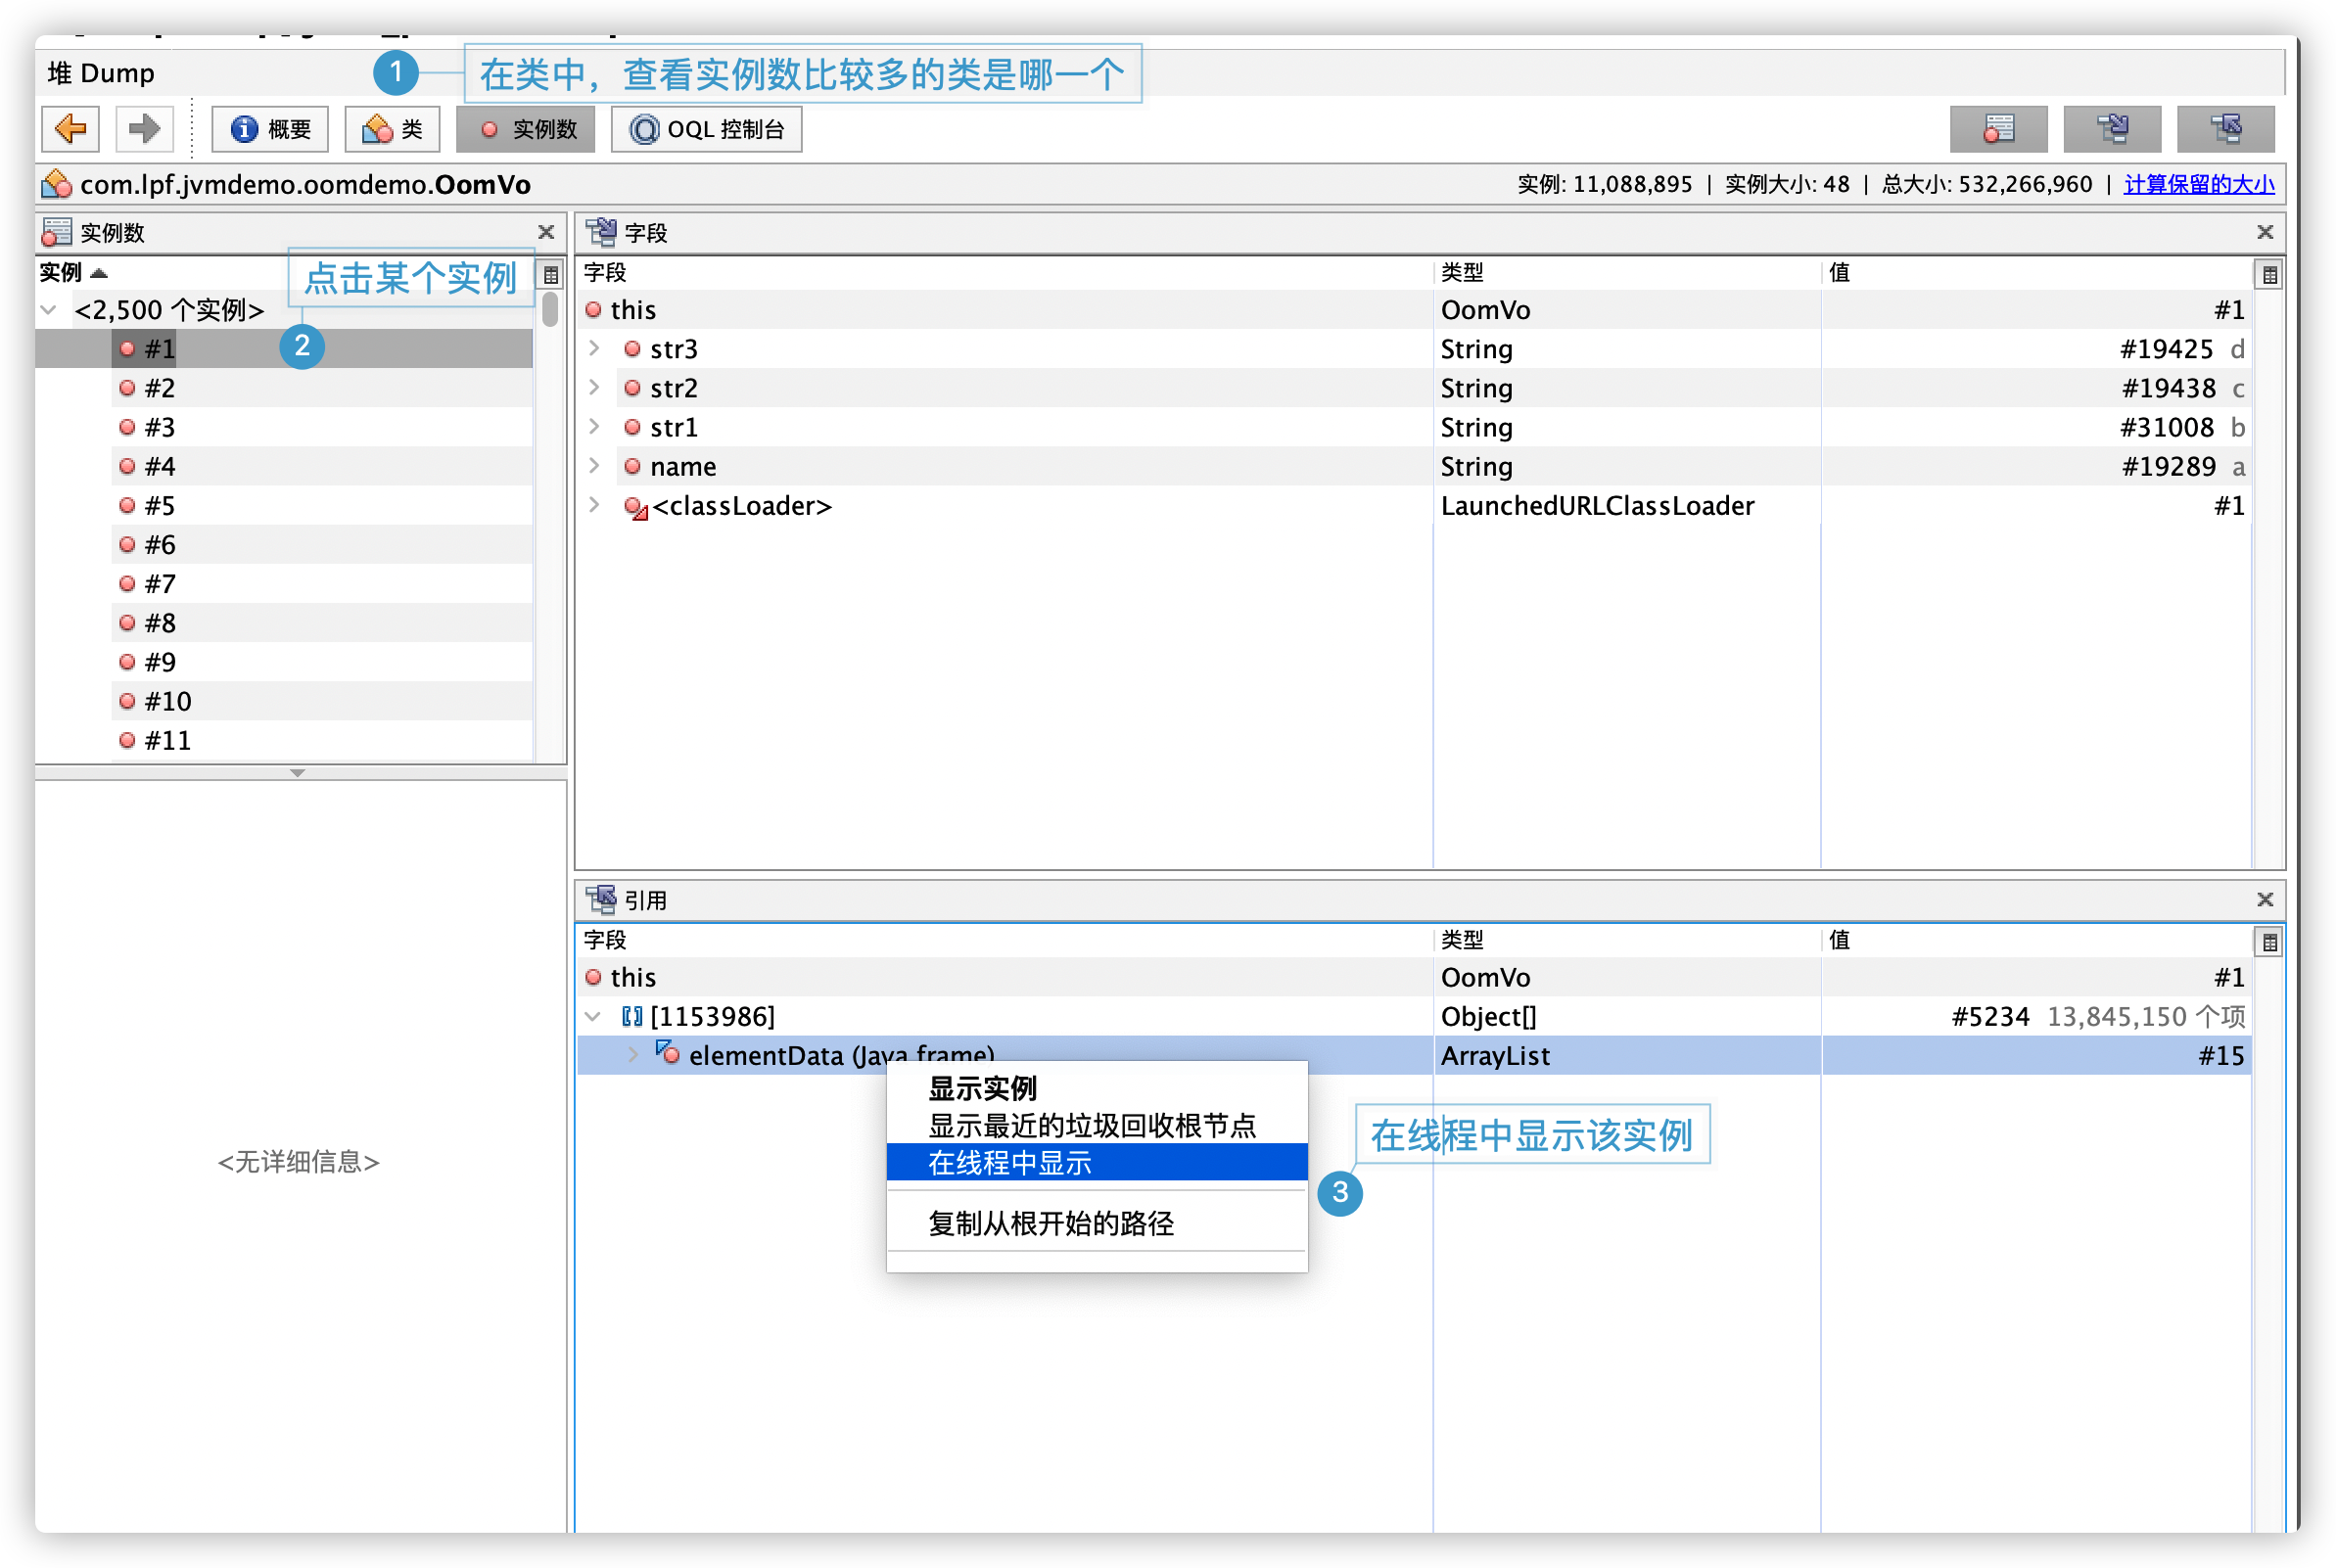 堆 Dump
1
在类中，查看实例数比较多的类是哪一个
概要
类
实例数
OQL 控制台
com.lpf.jvmdemo.oomdemo.OomVo
实例: 11,088,895 | 实例大小: 48 | 总大小: 532,266,960 | 计算保留的大小
实例数
实例
点击某个实例
2
<2,500 个实例>
#1
#2
#3
#4
#5
#6
#7
#8
#9
#10
#11
<无详细信息>
字段
字段 类型 值
this OomVo #1
str3 String #19425 d
str2 String #19438 c
str1 String #31008 b
name String #19289 a
<classLoader> LaunchedURLClassLoader #1
引用
字段 类型 值
this OomVo #1
[1153986] Object[] #5234 13,845,150 个项
elementData (Java frame) ArrayList #15
显示实例
显示最近的垃圾回收根节点
在线程中显示
复制从根开始的路径
在线程中显示该实例
3